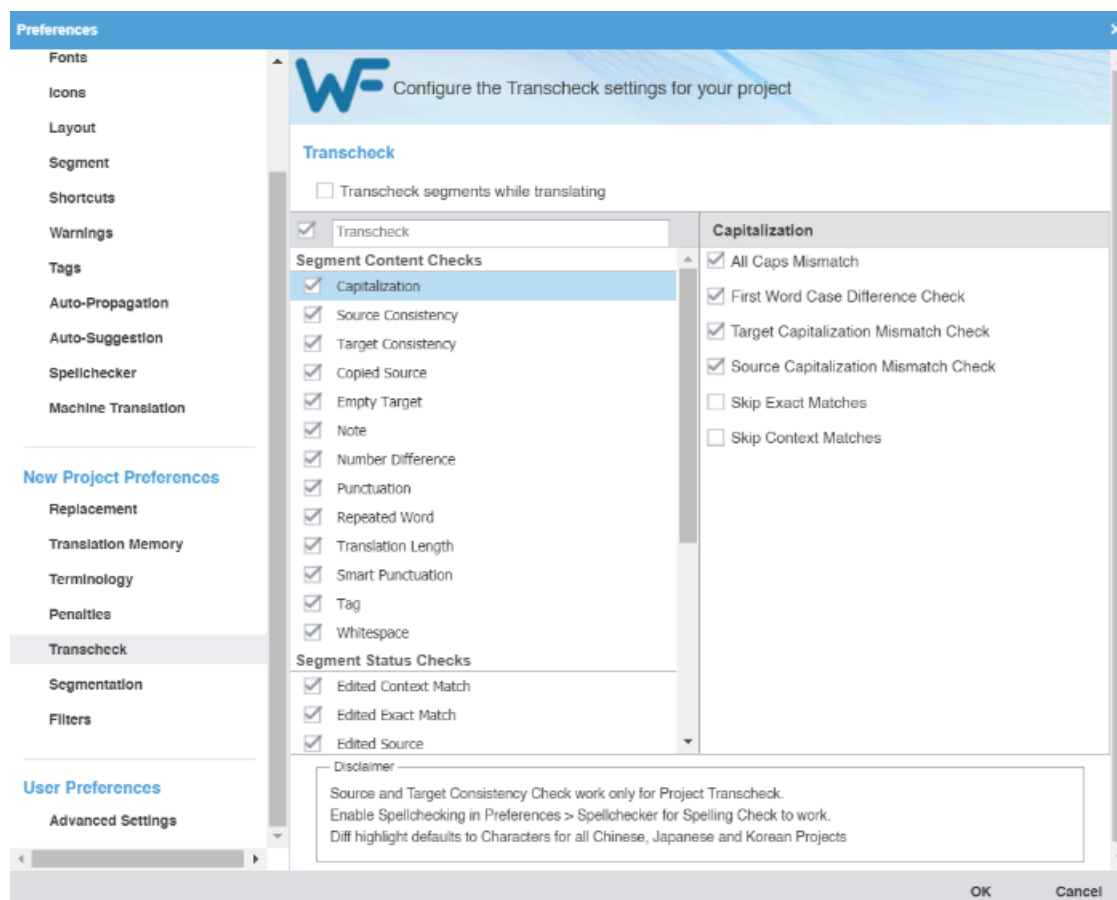 Preferences
Fonts
Icons
Layout
Segment
Shortcuts
Warnings
Tags
Auto-Propagation
Auto-Suggestion
Spellchecker
Machine Translation
New Project Preferences
Replacement
Translation Memory
Terminology
Penalties
Transcheck
Segmentation
Filters
User Preferences
Advanced Settings
WF
Configure the Transcheck settings for your project
Transcheck
Transcheck segments while translating
Transcheck
Segment Content Checks
Capitalization
Source Consistency
Target Consistency
Copied Source
Empty Target
Note
Number Difference
Punctuation
Repeated Word
Translation Length
Smart Punctuation
Tag
Whitespace
Segment Status Checks
Edited Context Match
Edited Exact Match
Edited Source
Capitalization
All Caps Mismatch
First Word Case Difference Check
Target Capitalization Mismatch Check
Source Capitalization Mismatch Check
Skip Exact Matches
Skip Context Matches
Disclaimer
Source and Target Consistency Check work only for Project Transcheck.
Enable Spellchecking in Preferences > Spellchecker for Spelling Check to work.
Diff highlight defaults to Characters for all Chinese, Japanese and Korean Projects
OK Cancel